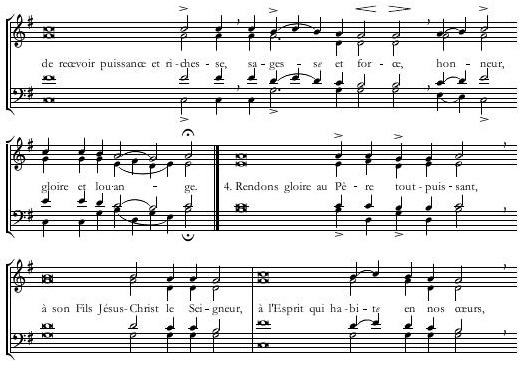 de recevoir puissance et ri-ches-se, sa-ges-se et for-ce, hon-neur,
gloire et lou-an-ge. 4. Rendons gloire au Pè-re tout-puis-sant,
à son Fils Jésus-Christ le Sei-gneur, à l'Esprit qui ha-bi-te en nos cœurs,